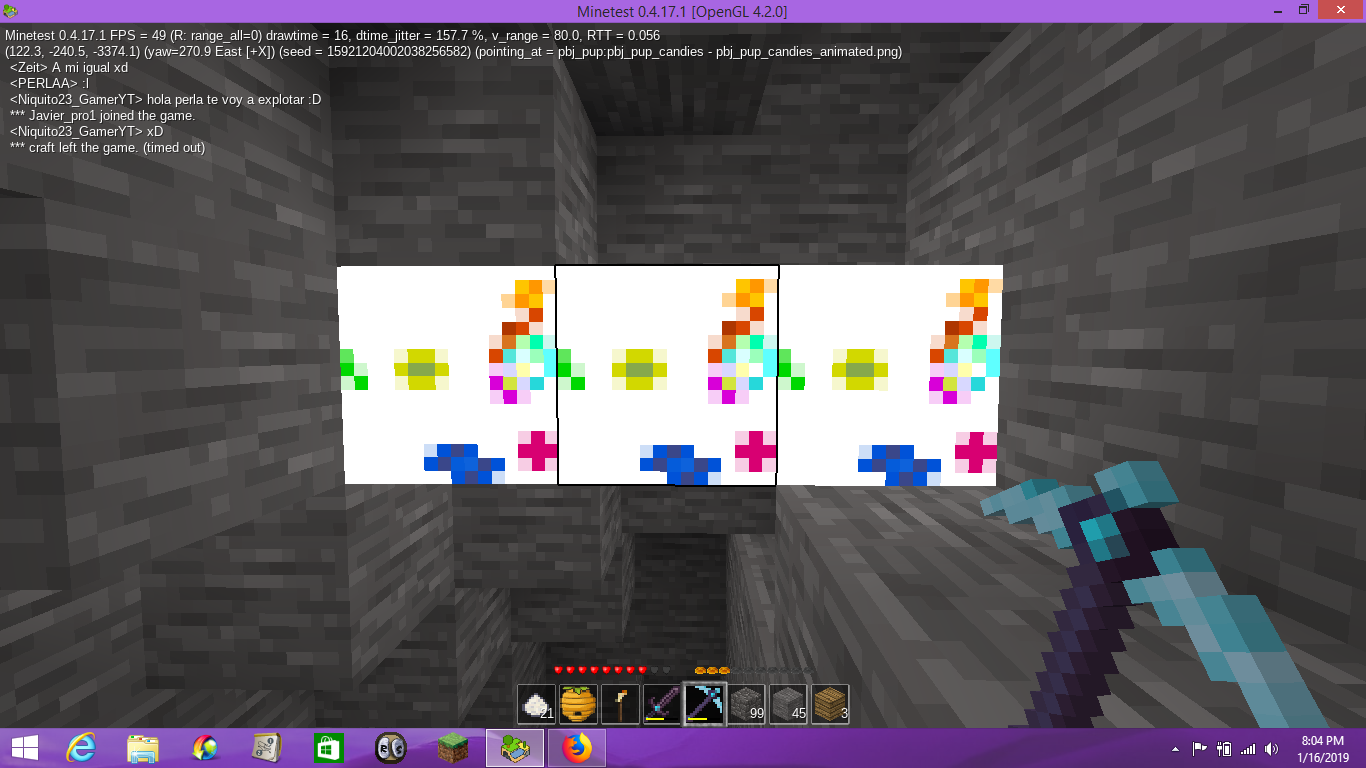 Minetest 0.4.17.1 [OpenGL 4.2.0]
Minetest 0.4.17.1 FPS = 49 (R: range_all=0) drawtime = 16, dtime_jitter = 157.7 %, v_range = 80.0, RTT = 0.056
(122.3, -240.5, -3374.1) (yaw=270.9 East [+X]) (seed = 15921204002038256582) (pointing_at = pbj_pup:pbj_pup_candies - pbj_pup_candies_animated.png)
<Zeit> A mi igual xd
<PERLAA> :l
<Niquito23_GamerYT> hola perla te voy a explotar :D
*** Javier_pro1 joined the game.
<Niquito23_GamerYT> xD
*** craft left the game. (timed out)
21
99
45
3
8:04 PM
1/16/2019